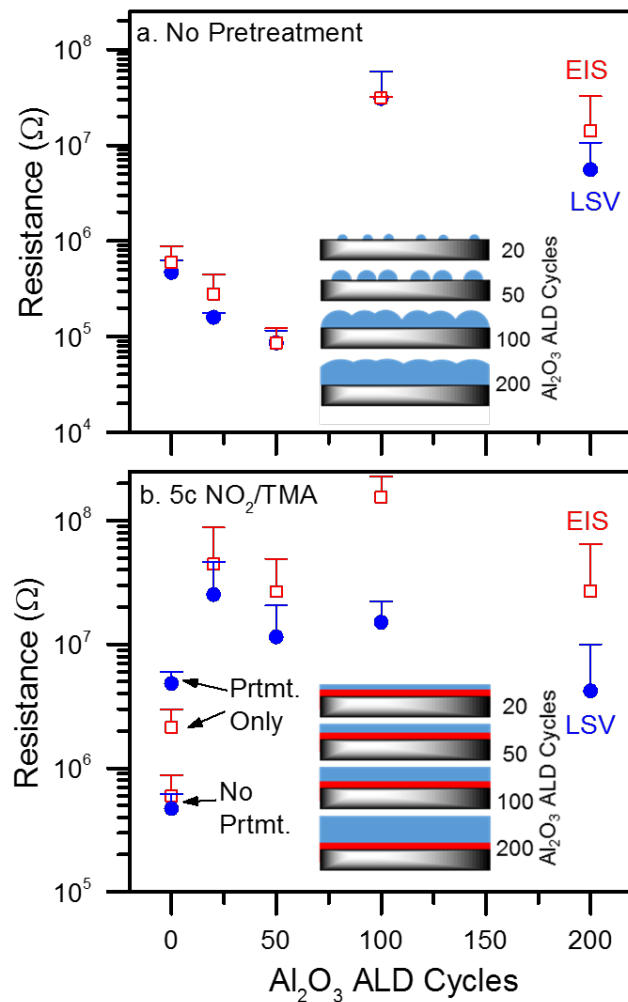 a. No Pretreatment
10⁸
EIS
10⁷
LSV
Resistance (Ω)
10⁶
20
50
10⁵
100
200
Al₂O₃ ALD Cycles
10⁴
b. 5c NO₂/TMA
EIS
10⁸
Resistance (Ω)
10⁷
Prtmt.
Only
LSV
20
50
10⁶
No
Prtmt.
100
200
Al₂O₃ ALD Cycles
10⁵
0 50 100 150 200
Al₂O₃ ALD Cycles